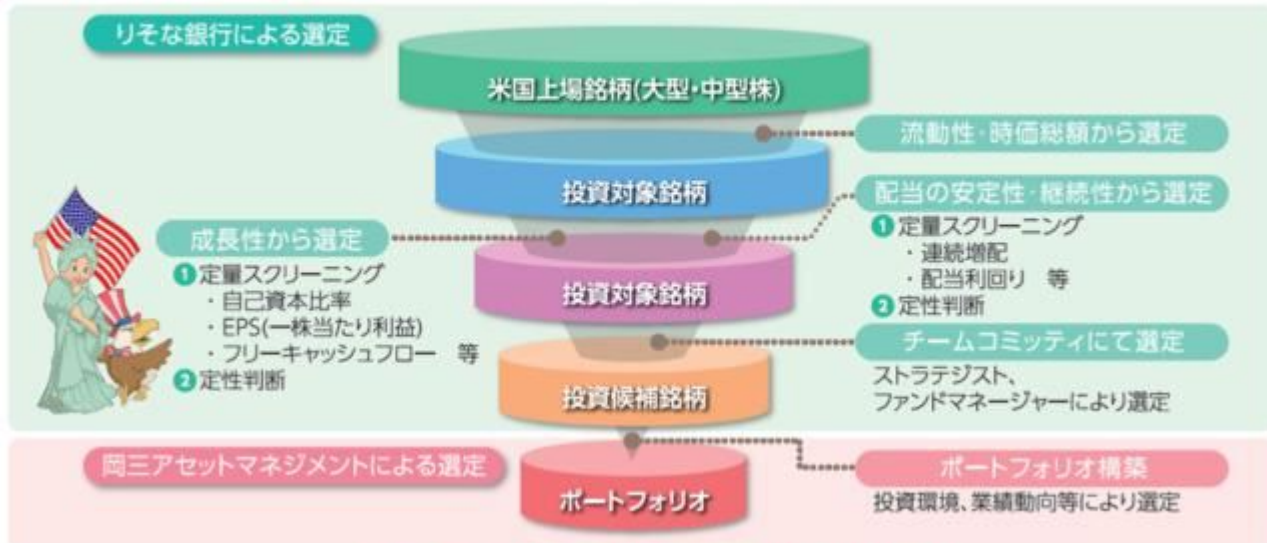 りそな銀行による選定
米国上場銘柄(大型・中型株)
流動性・時価総額から選定
投資対象銘柄
配当の安定性・継続性から選定
❶定量スクリーニング
・連続増配
・配当利回り 等
❷定性判断
成長性から選定
❶定量スクリーニング
・自己資本比率
・EPS(一株当たり利益)
・フリーキャッシュフロー 等
❷定性判断
投資対象銘柄
チームコミッティにて選定
ストラテジスト、
ファンドマネージャーにより選定
投資候補銘柄
岡三アセットマネジメントによる選定
ポートフォリオ
ポートフォリオ構築
投資環境、業績動向等により選定